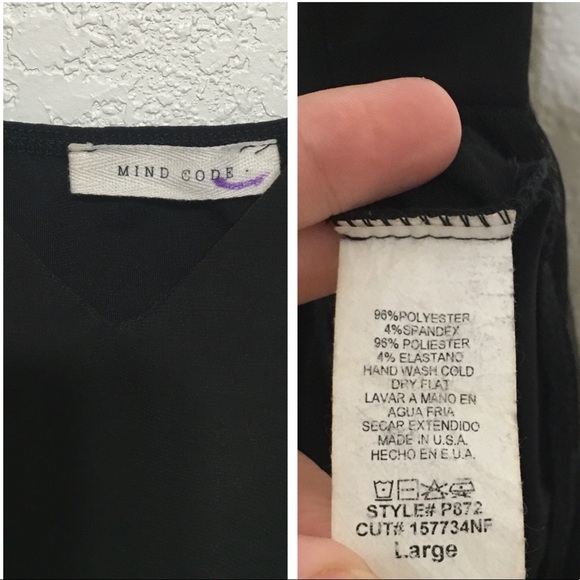 MIND CODE
96%POLYESTER
4%SPANDEX
96% POLIESTER
4% ELASTANO
HAND WASH COLD
DRY FLAT
LAVAR A MANO EN
AGUA FRIA
SECAR EXTENDIDO
MADE IN U.S.A.
HECHO EN E.U.A.
STYLE# P872
CUT# 157734NF
Large